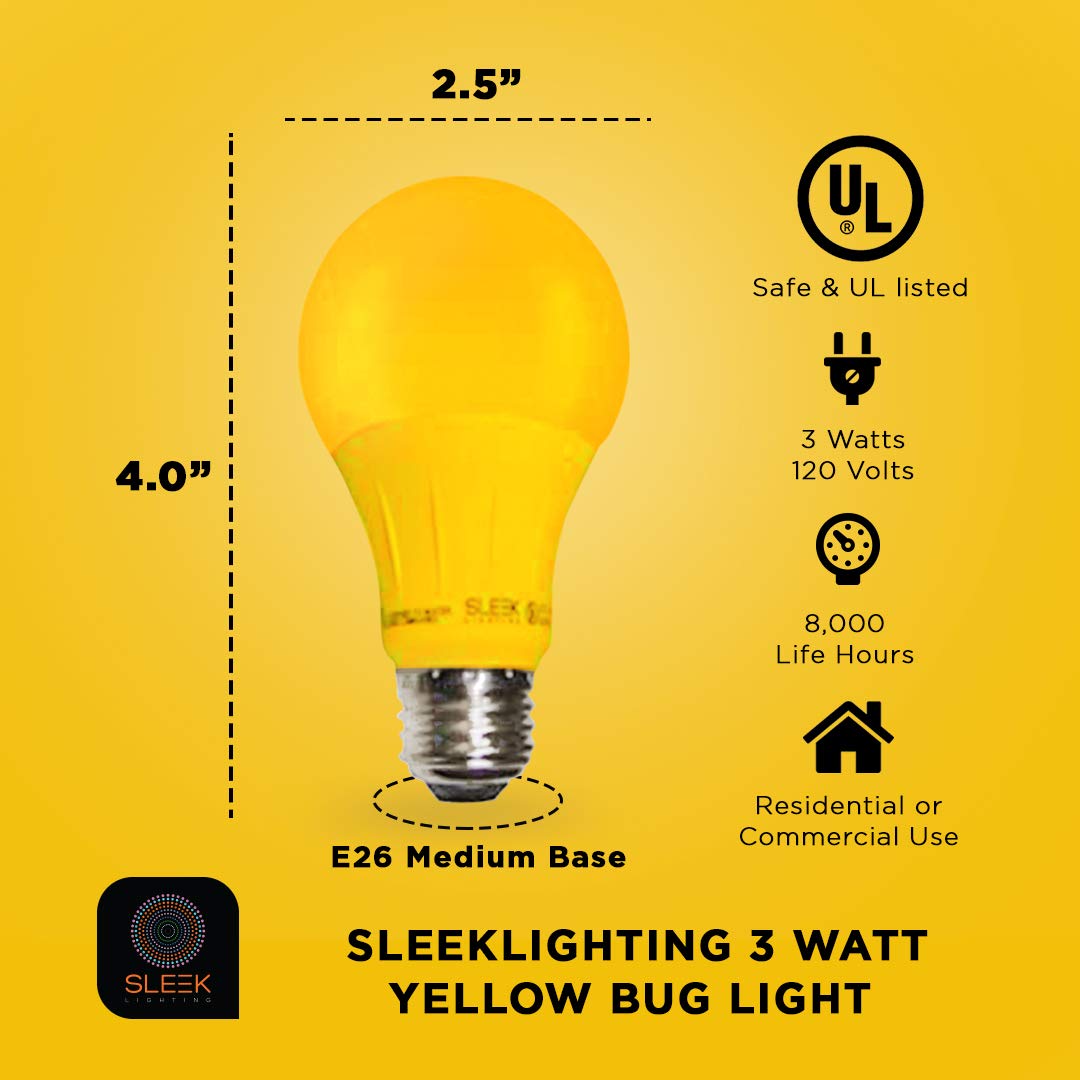 2.5”
4.0”
UL
®
Safe & UL listed
3 Watts
120 Volts
8,000
Life Hours
Residential or
Commercial Use
SLEEK
LIGHTING
E26 Medium Base
SLEEK
LIGHTING
SLEEKLIGHTING 3 WATT
YELLOW BUG LIGHT